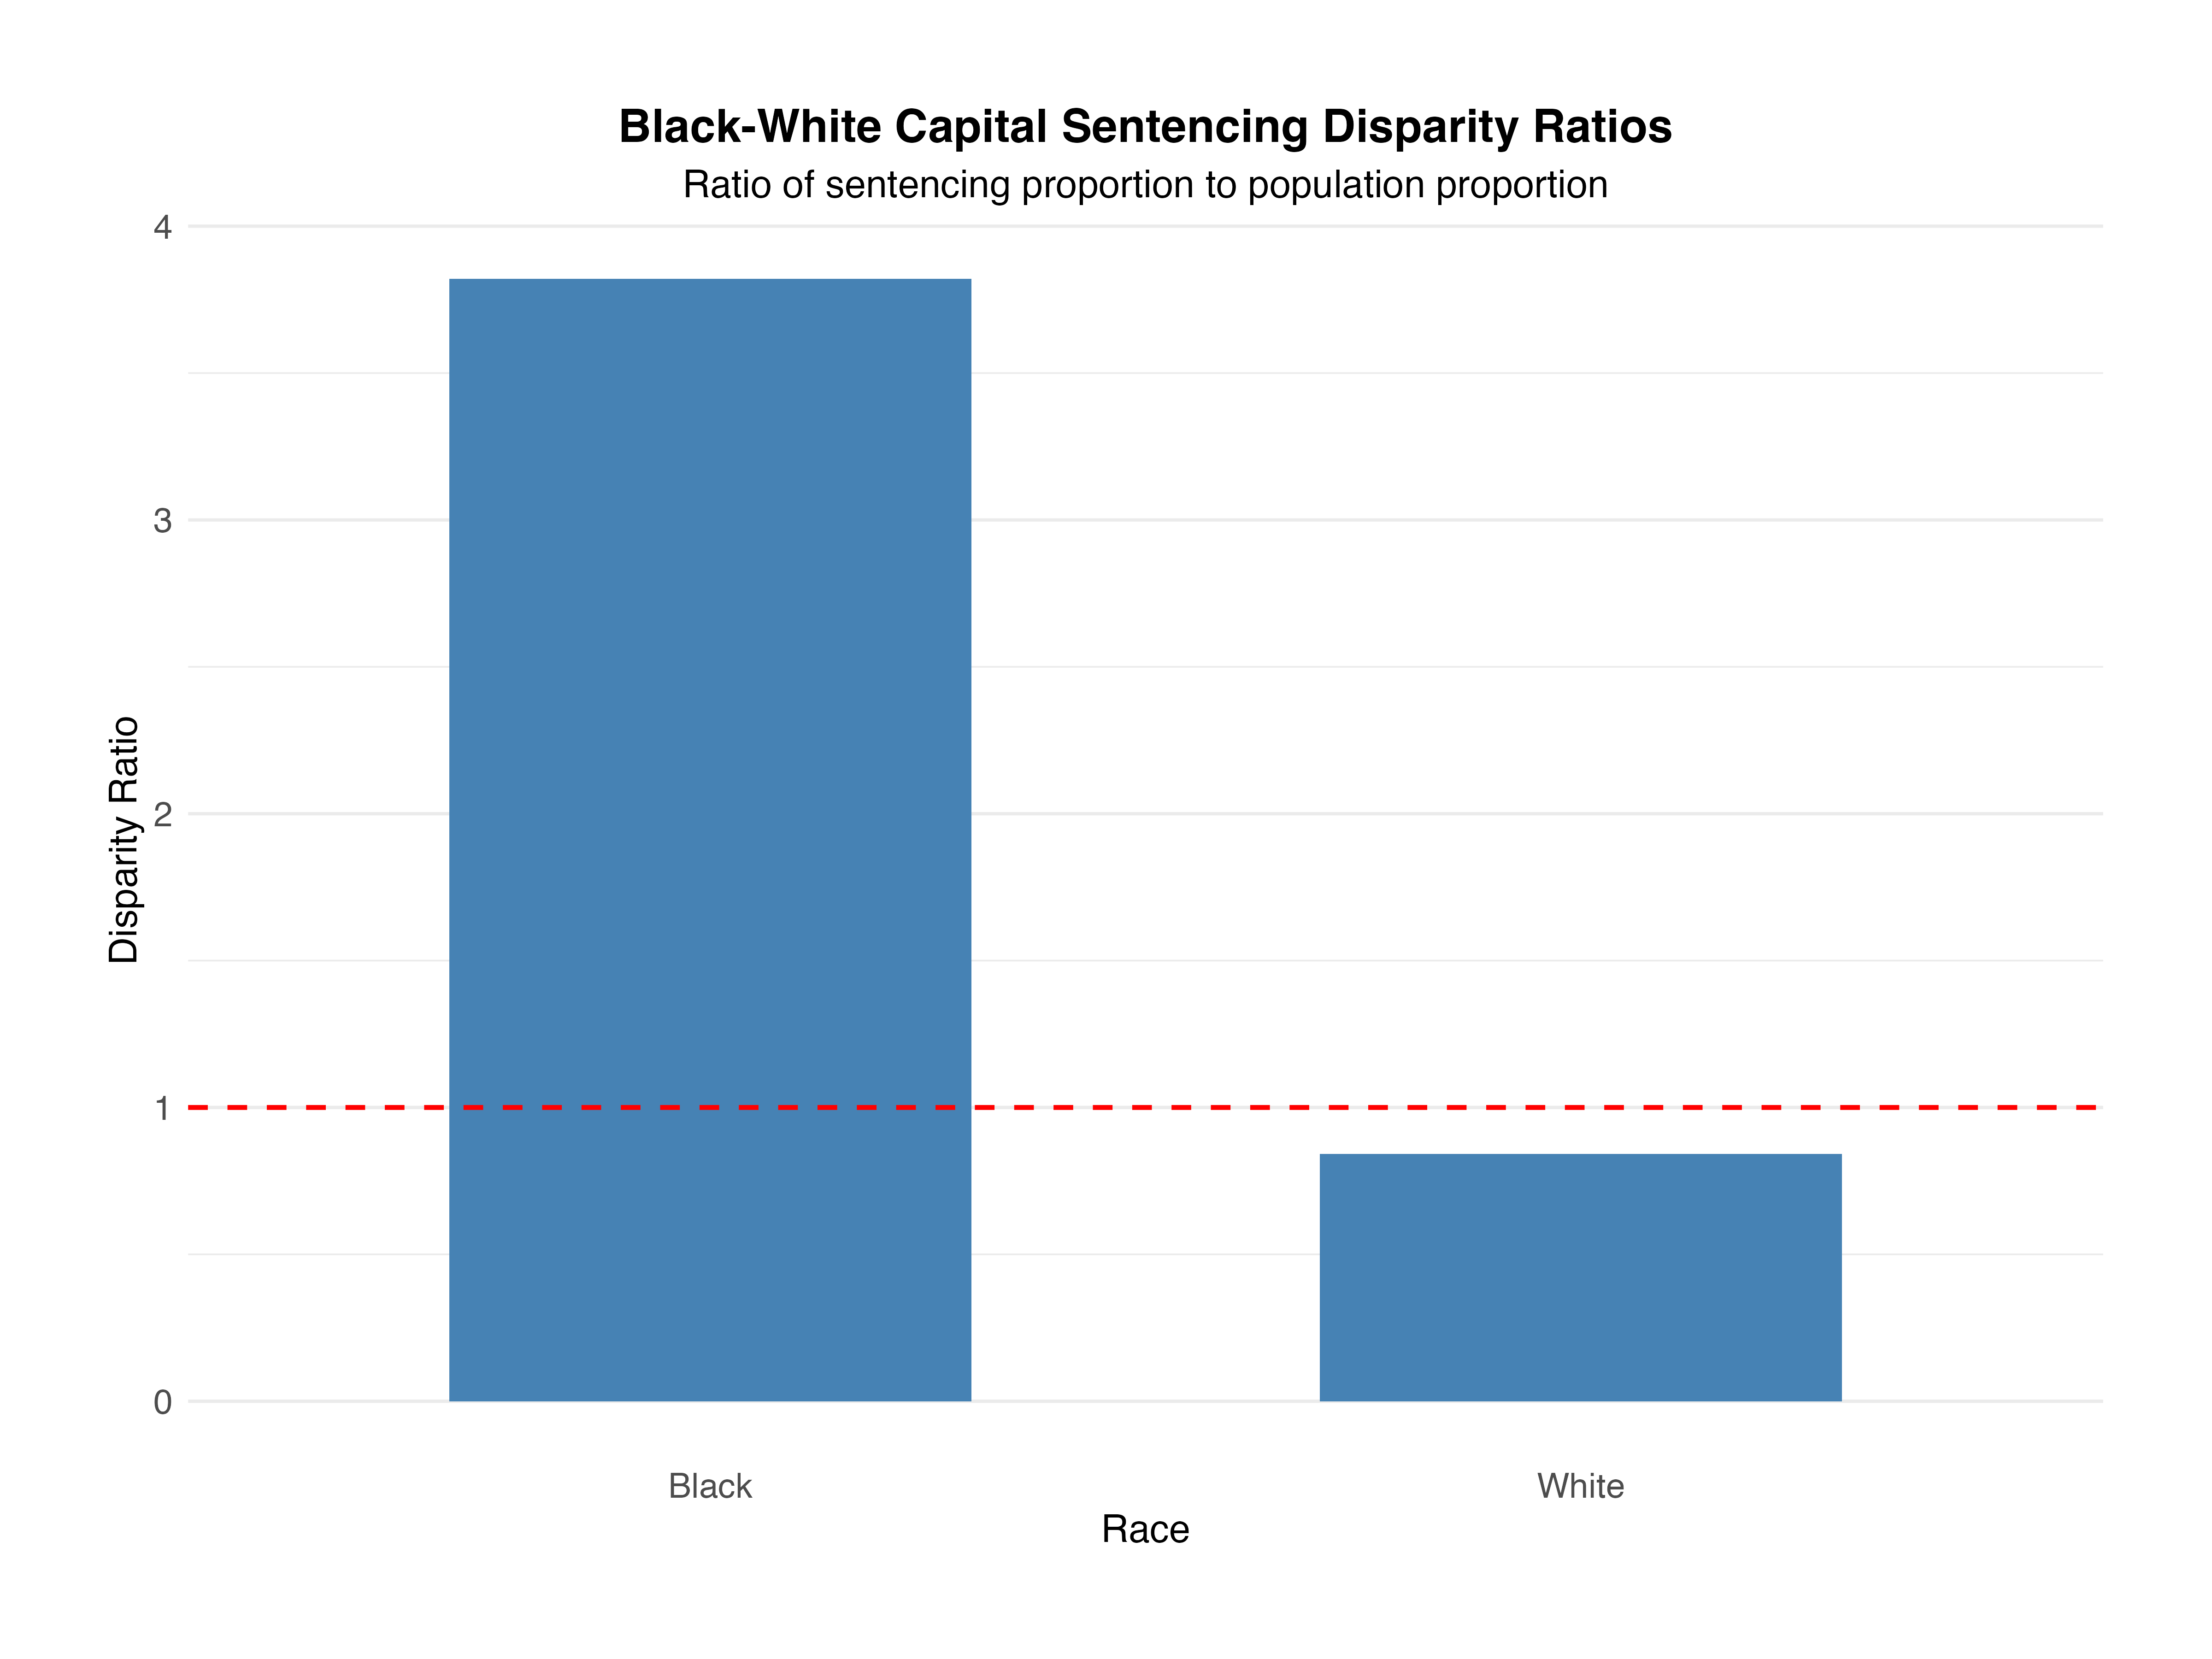 Black-White Capital Sentencing Disparity Ratios
Ratio of sentencing proportion to population proportion
4
3
2
1
0
Disparity Ratio
Black
White
Race